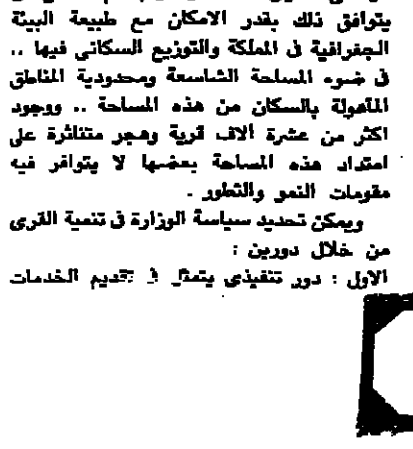 يتوافق ذلك بقدر الامكان مع طبيعة البيئة
الجغرافية في المملكة والتوزيع السكاني فيها ..
في ضوء المساحة الشاسعة ومحدودية المناطق
المأهولة بالسكان من هذه المساحة .. ووجود
اكثر من عشرة آلاف قرية وهجر متناثرة على
امتداد هذه المساحة بعضها لا يتوافر فيه
مقومات النمو والتطور .
ويمكن تحديد سياسة الوزارة في تنمية القرى
من خلال دورين :
الاول : دور تنفيذي يتمثل في تقديم الخدمات